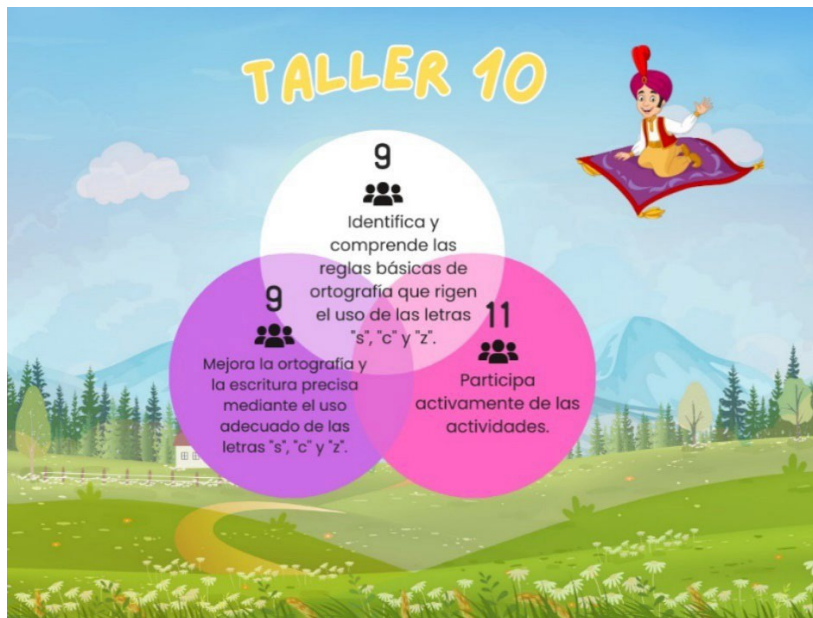 TALLER 10
9
Identifica y
comprende las
reglas básicas de
ortografía que rigen
el uso de las letras
"s", "c" y "z".
9
Mejora la ortografía y
la escritura precisa
mediante el uso
adecuado de las
letras "s", "c" y "z".
11
Participa
activamente de las
actividades.